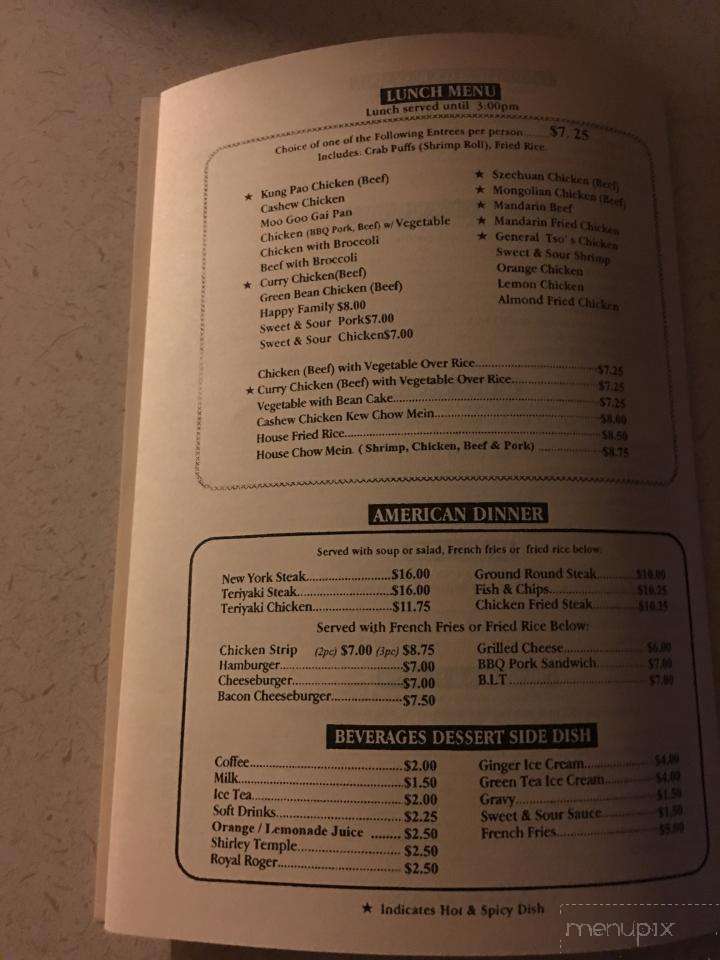 LUNCH MENU
Lunch served until 3:00pm
Choice of one of the Following Entrees per person.......$7.25
Includes: Crab Puffs (Shrimp Roll), Fried Rice.
★ Kung Pao Chicken (Beef)
Cashew Chicken
Moo Goo Gai Pan
Chicken (BBQ Pork, Beef) w/ Vegetable
Chicken with Broccoli
Beef with Broccoli
★ Curry Chicken(Beef)
Green Bean Chicken (Beef)
Happy Family $8.00
Sweet & Sour Pork$7.00
Sweet & Sour Chicken$7.00
★ Szechuan Chicken (Beef)
★ Mongolian Chicken (Beef)
★ Mandarin Beef
★ Mandarin Fried Chicken
★ General Tso's Chicken
Sweet & Sour Shrimp
Orange Chicken
Lemon Chicken
Almond Fried Chicken
Chicken (Beef) with Vegetable Over Rice.......$7.25
★ Curry Chicken (Beef) with Vegetable Over Rice.......$7.25
Vegetable with Bean Cake.......$7.25
Cashew Chicken Kew Chow Mein.......$8.00
House Fried Rice.......$8.50
House Chow Mein. ( Shrimp, Chicken, Beef & Pork) .......$8.75
AMERICAN DINNER
Served with soup or salad, French fries or fried rice below:
New York Steak.......$16.00
Teriyaki Steak.......$16.00
Teriyaki Chicken.......$11.75
Ground Round Steak.......$10.00
Fish & Chips.......$10.25
Chicken Fried Steak.......$10.25
Served with French Fries or Fried Rice Below:
Chicken Strip (2pc) $7.00 (3pc) $8.75
Hamburger.......$7.00
Cheeseburger.......$7.00
Bacon Cheeseburger.......$7.50
Grilled Cheese.......$6.00
BBQ Pork Sandwich.......$7.00
B.LT.......$7.00
BEVERAGES DESSERT SIDE DISH
Coffee.......$2.00
Milk.......$1.50
Ice Tea.......$2.00
Soft Drinks.......$2.25
Orange / Lemonade Juice .......$2.50
Shirley Temple.......$2.50
Royal Roger.......$2.50
Ginger Ice Cream.......$4.00
Green Tea Ice Cream.......$4.00
Gravy.......$1.50
Sweet & Sour Sauce.......$1.50
French Fries.......$5.00
★ Indicates Hot & Spicy Dish
menupix